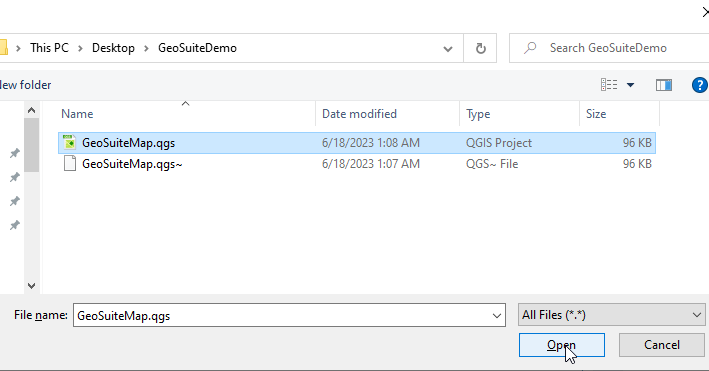 This PC > Desktop > GeoSuiteDemo
Search GeoSuiteDemo
New folder
?
Name Date modified Type Size
GeoSuiteMap.qgs 6/18/2023 1:08 AM QGIS Project 96 KB
GeoSuiteMap.qgs~ 6/18/2023 1:07 AM QGS~ File 96 KB
File name: GeoSuiteMap.qgs All Files (*.*)
Open Cancel